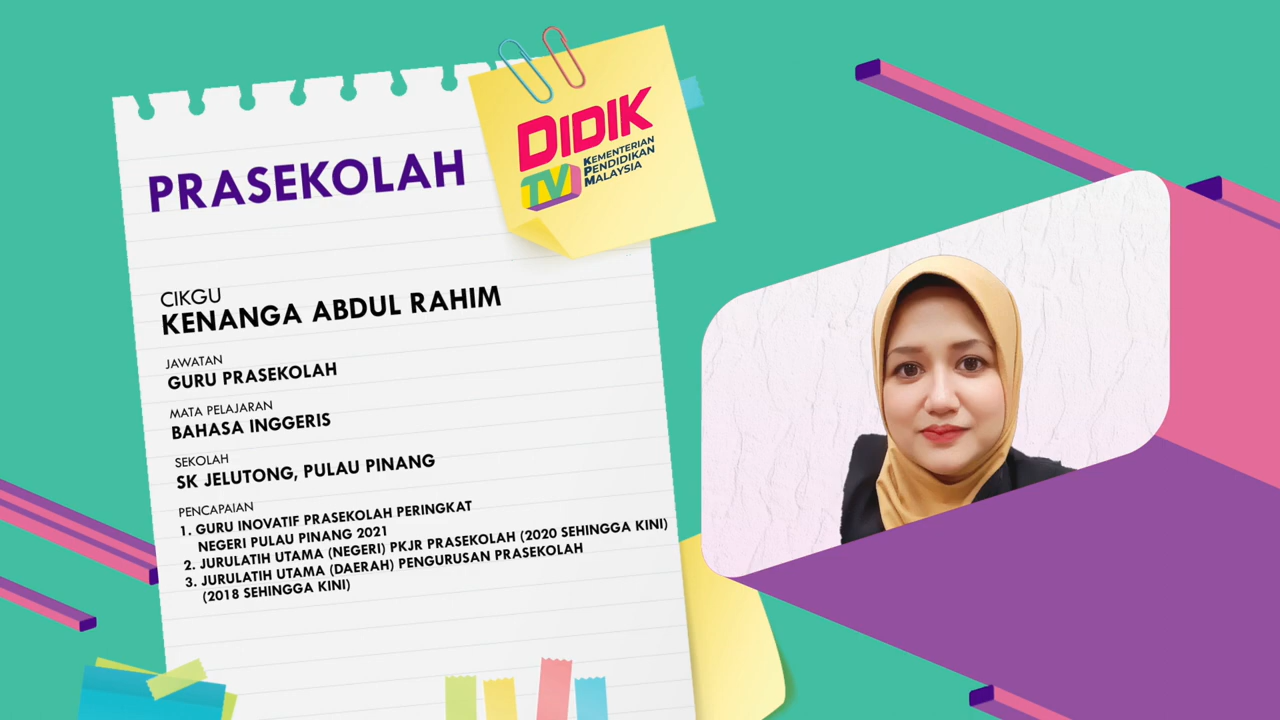 PRASEKOLAH
DIDIK
TV
KEMENTERIAN
PENDIDIKAN
MALAYSIA
CIKGU
KENANGA ABDUL RAHIM
JAWATAN
GURU PRASEKOLAH
MATA PELAJARAN
BAHASA INGGERIS
SEKOLAH
SK JELUTONG, PULAU PINANG
PENCAPAIAN
1. GURU INOVATIF PRASEKOLAH PERINGKAT
NEGERI PULAU PINANG 2021
2. JURULATIH UTAMA (NEGERI) PKJR PRASEKOLAH (2020 SEHINGGA KINI)
3. JURULATIH UTAMA (DAERAH) PENGURUSAN PRASEKOLAH
(2018 SEHINGGA KINI)